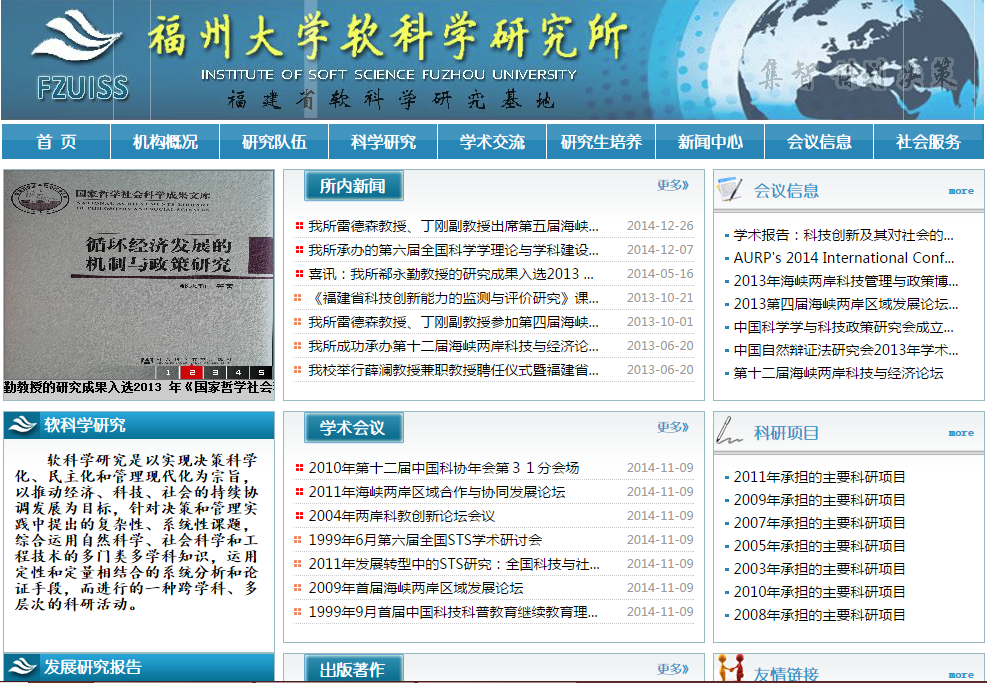 福州大学软科学研究所
INSTITUTE OF SOFT SCIENCE FUZHOU UNIVERSITY
FZUISS
福建省软科学研究基地
集智 实策
首 页 机构概况 研究队伍 科学研究 学术交流 研究生培养 新闻中心 会议信息 社会服务
国家哲学社会科学成果文库
循环经济发展的
机制与政策研究
1 2 3 4 5
勤教授的研究成果入选2013 年《国家哲学社会
所内新闻 更多》
我所雷德森教授、丁刚副教授出席第五届海峡... 2014-12-26
我所承办的第六届全国科学学理论与学科建设... 2014-12-07
喜讯：我所郗永勤教授的研究成果入选2013 ... 2014-05-16
《福建省科技创新能力的监测与评价研究》课... 2013-10-21
我所雷德森教授、丁刚副教授参加第四届海峡... 2013-10-01
我所成功承办第十二届海峡两岸科技与经济论... 2013-06-20
我校举行薛澜教授兼职教授聘任仪式暨福建省... 2013-06-20
会议信息 more
学术报告：科技创新及其对社会的...
AURP's 2014 International Conf...
2013年海峡两岸科技管理与政策博...
2013第四届海峡两岸区域发展论坛...
中国科学学与科技政策研究会成立...
中国自然辩证法研究会2013年学术...
第十二届海峡两岸科技与经济论坛
软科学研究
软科学研究是以实现决策科学
化、民主化和管理现代化为宗旨，
以推动经济、科技、社会的持续协
调发展为目标，针对决策和管理实
践中提出的复杂性、系统性课题，
综合运用自然科学、社会科学和工
程技术的多门类多学科知识，运用
定性和定量相结合的系统分析和论
证手段，而进行的一种跨学科、多
层次的科研活动。
学术会议 更多》
2010年第十二届中国科协年会第３１分会场 2014-11-09
2011年海峡两岸区域合作与协同发展论坛 2014-11-09
2004年两岸科教创新论坛会议 2014-11-09
1999年6月第六届全国STS学术研讨会 2014-11-09
2011年发展转型中的STS研究：全国科技与社... 2014-11-09
2009年首届海峡两岸区域发展论坛 2014-11-09
1999年9月首届中国科技科普教育继续教育理... 2014-11-09
科研项目 more
2011年承担的主要科研项目
2009年承担的主要科研项目
2007年承担的主要科研项目
2005年承担的主要科研项目
2003年承担的主要科研项目
2010年承担的主要科研项目
2008年承担的主要科研项目
发展研究报告
出版著作 更多》
友情链接 more